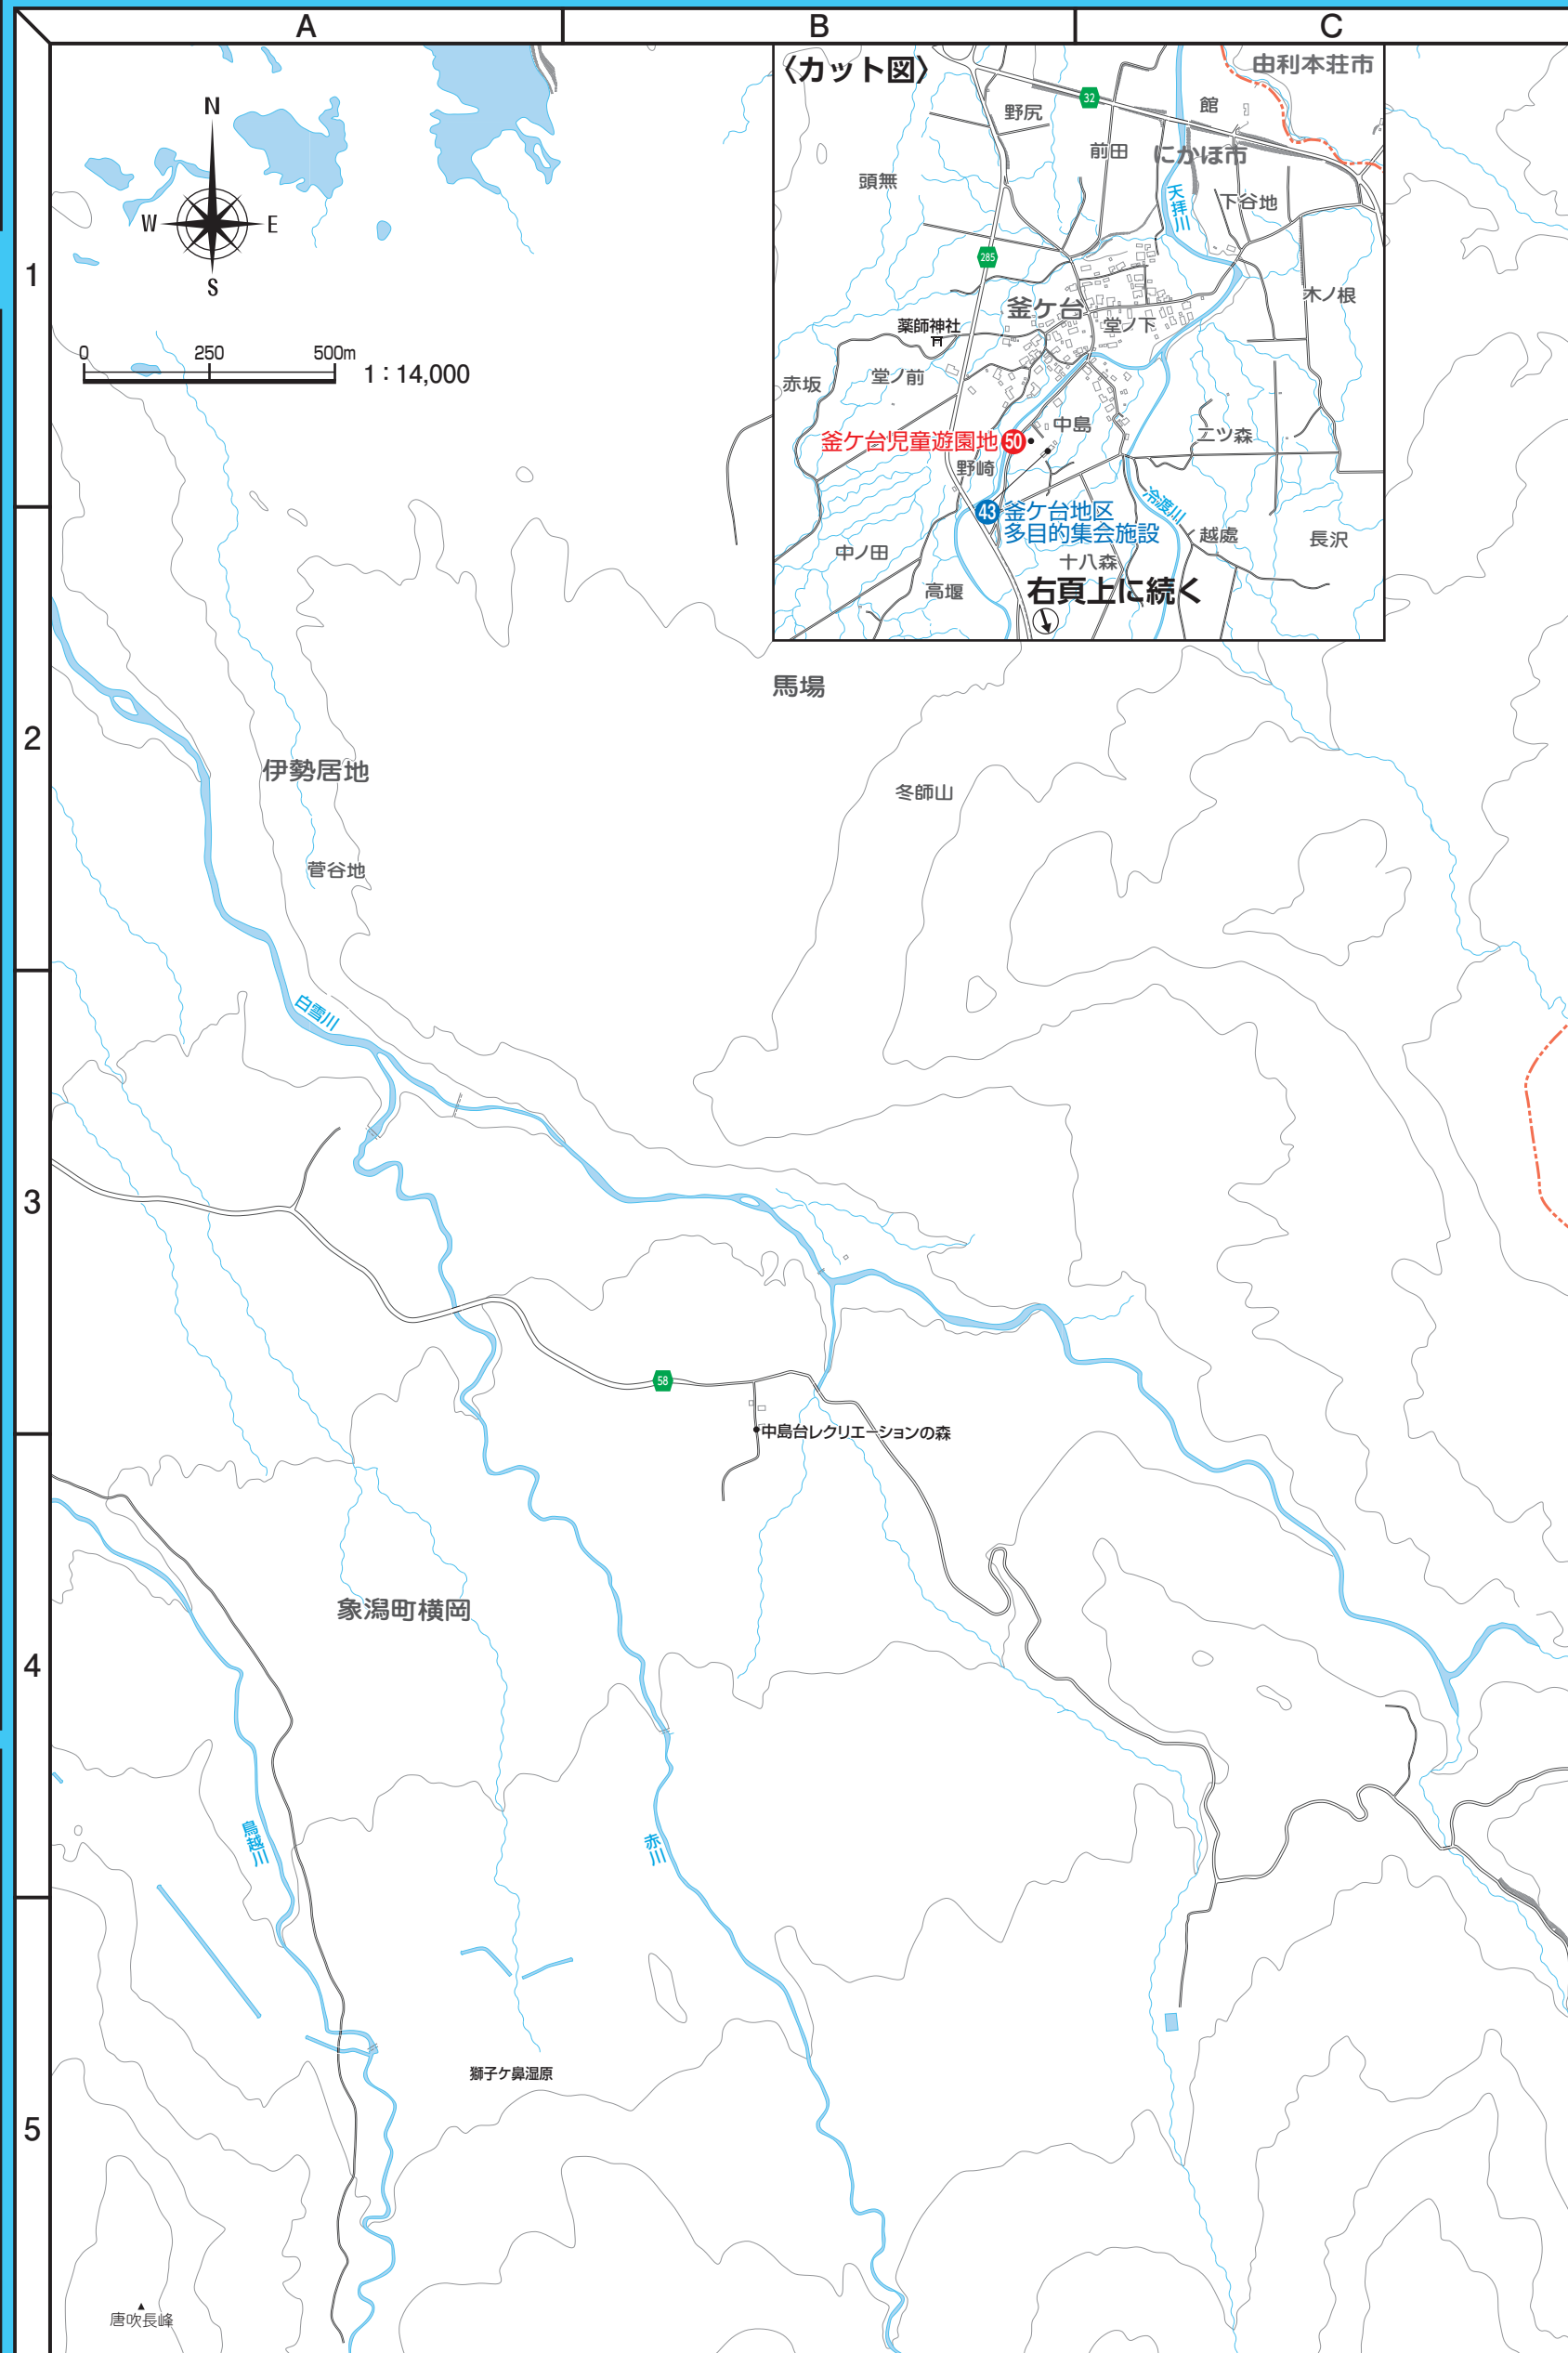 A
B
C
1
2
3
4
5
N
W
E
S
0
250
500m
1：14,000
〈カット図〉
由利本荘市
32
館
野尻
前田
にかほ市
頭無
天拝川
下谷地
285
木ノ根
釜ケ台
薬師神社
堂ノ下
堂ノ前
赤坂
中島
釜ケ台児童遊園地
50
二ツ森
野崎
冷渡川
43
釜ケ台地区
多目的集会施設
越處
長沢
中ノ田
十八森
高堰
右頁上に続く
馬場
伊勢居地
冬師山
菅谷地
白雪川
58
中島台レクリエーションの森
象潟町横岡
鳥越川
赤川
獅子ケ鼻湿原
唐吹長峰